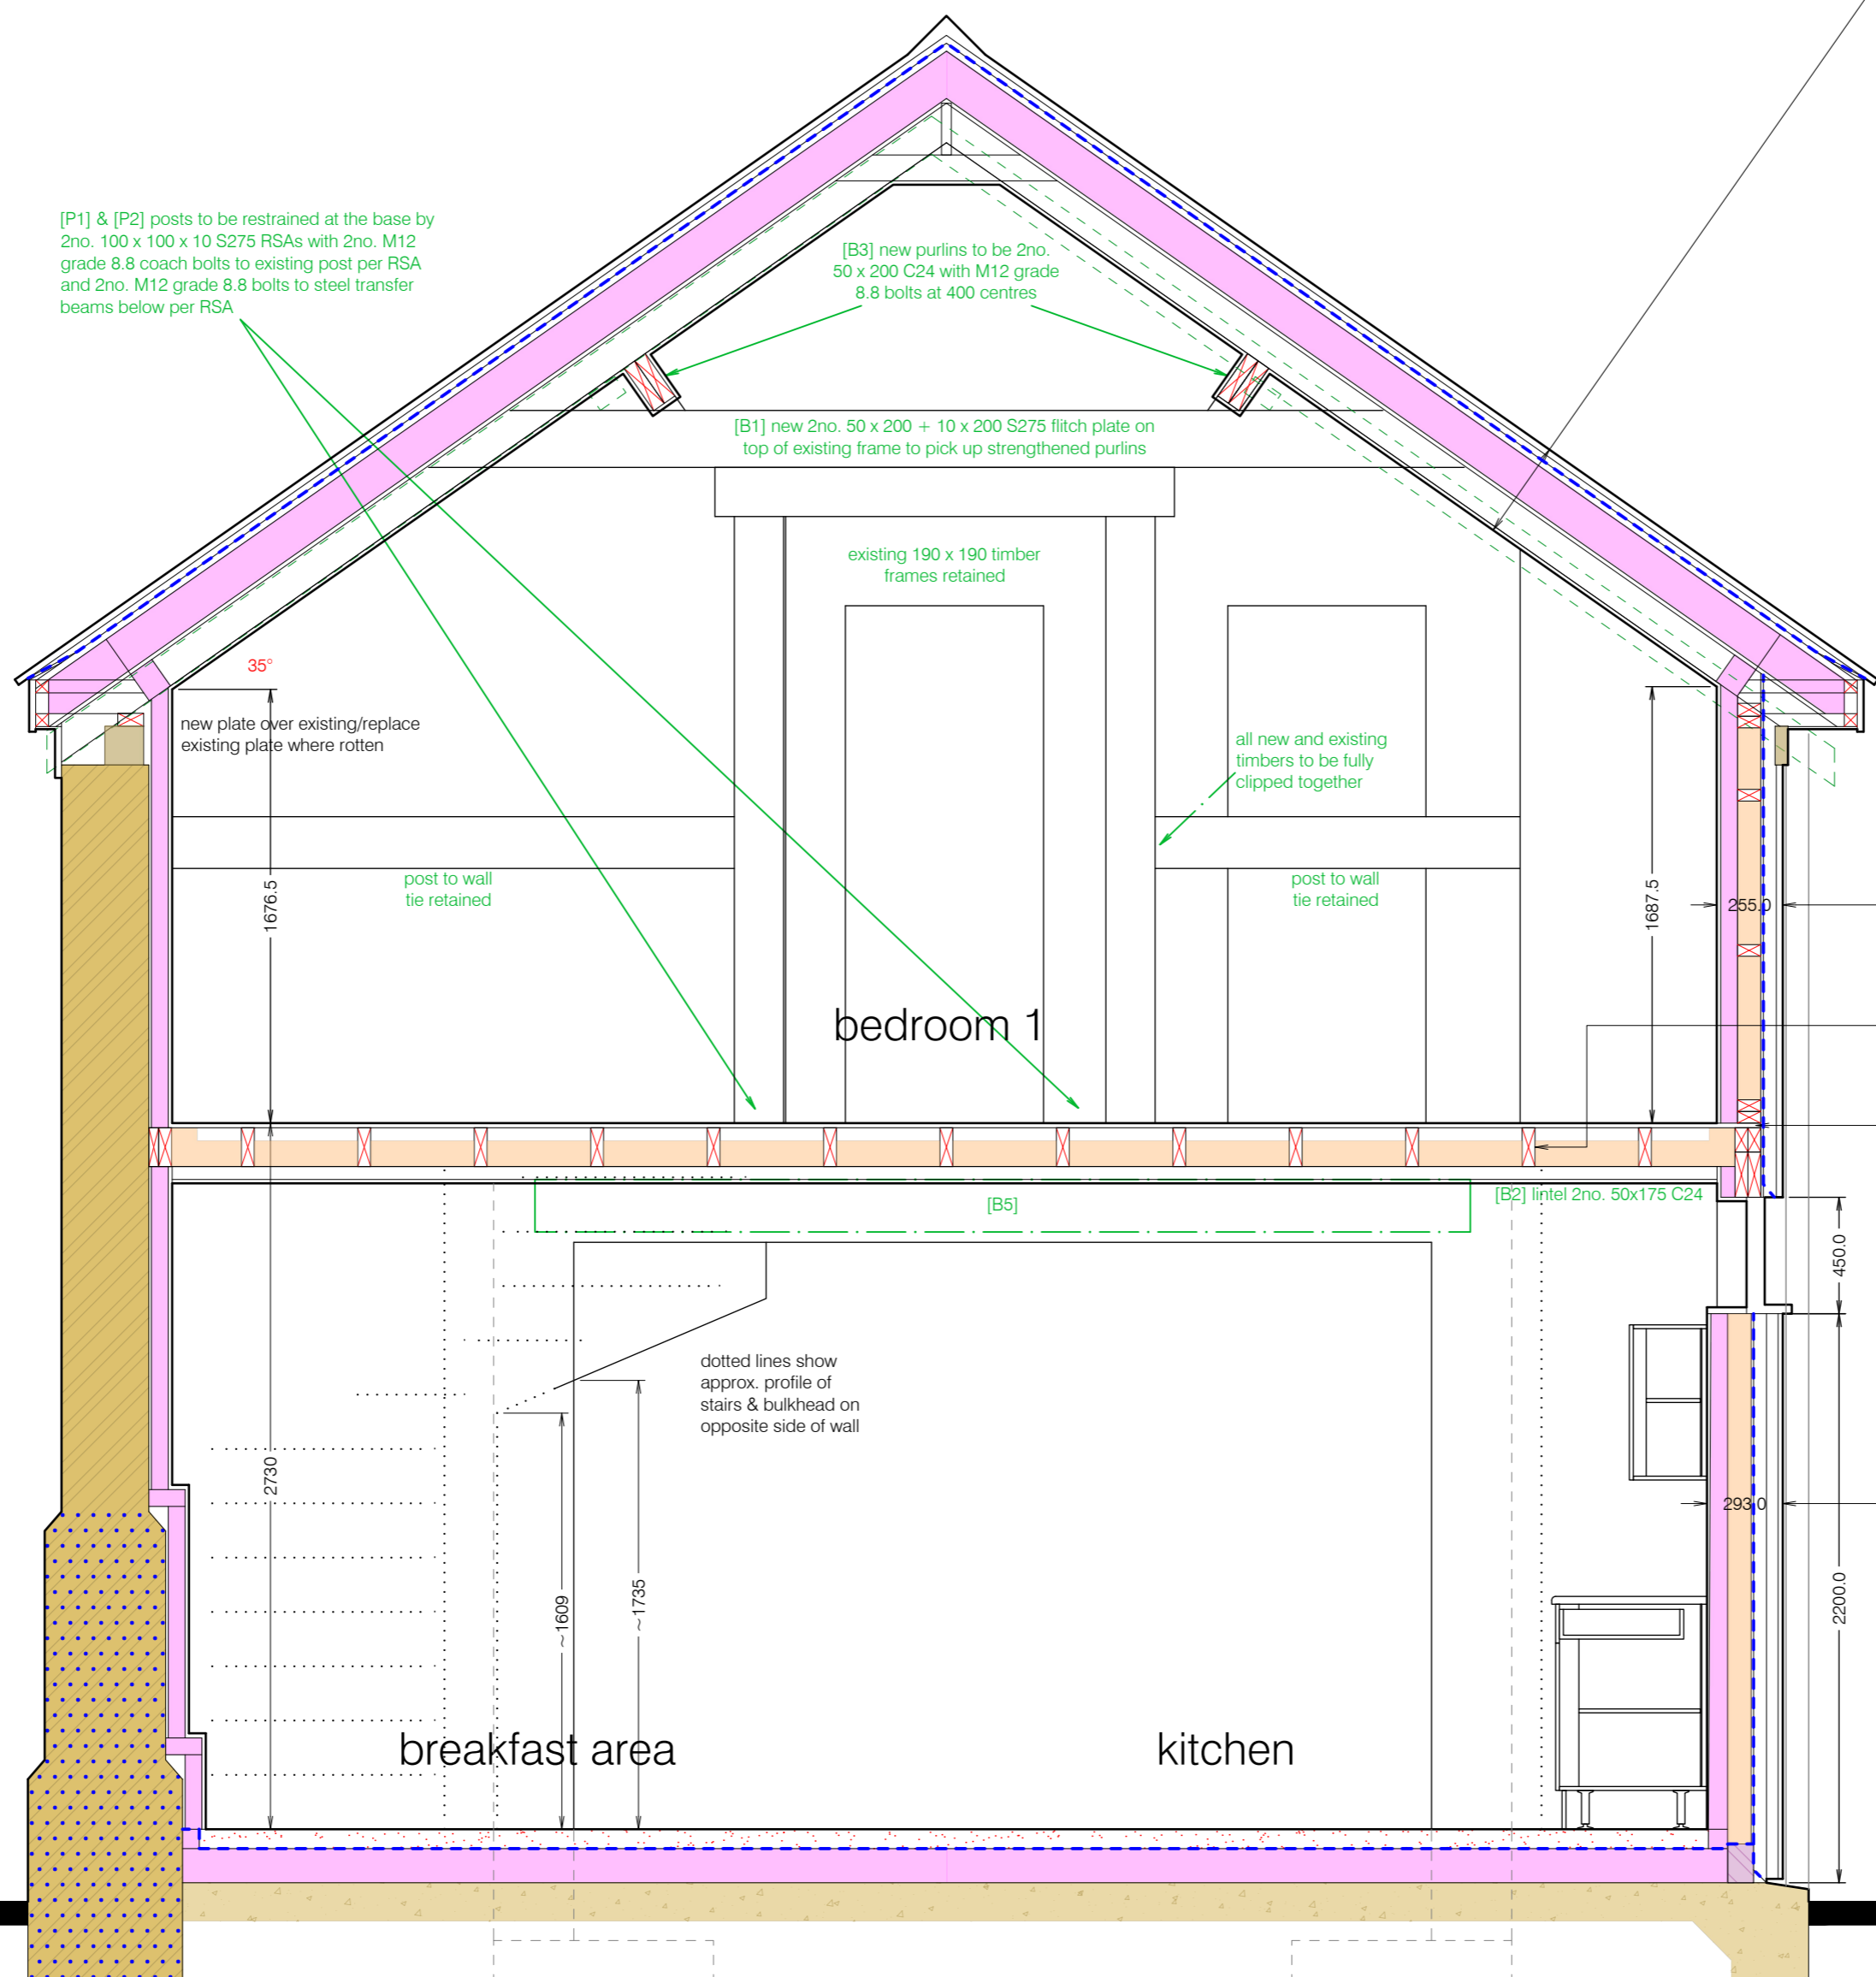 [P1] & [P2] posts to be restrained at the base by
2no. 100 x 100 x 10 S275 RSAs with 2no. M12
grade 8.8 coach bolts to existing post per RSA
and 2no. M12 grade 8.8 bolts to steel transfer
beams below per RSA
[B3] new purlins to be 2no.
50 x 200 C24 with M12 grade
8.8 bolts at 400 centres
[B1] new 2no. 50 x 200 + 10 x 200 S275 flitch plate on
top of existing frame to pick up strengthened purlins
existing 190 x 190 timber
frames retained
35°
new plate over existing/replace
existing plate where rotten
all new and existing
timbers to be fully
clipped together
post to wall
tie retained
post to wall
tie retained
1676.5
1687.5
255.0
bedroom 1
[B5]
[B2] lintel 2no. 50x175 C24
450.0
dotted lines show
approx. profile of
stairs & bulkhead on
opposite side of wall
2730
293.0
~1609
~1735
2200.0
breakfast area
kitchen